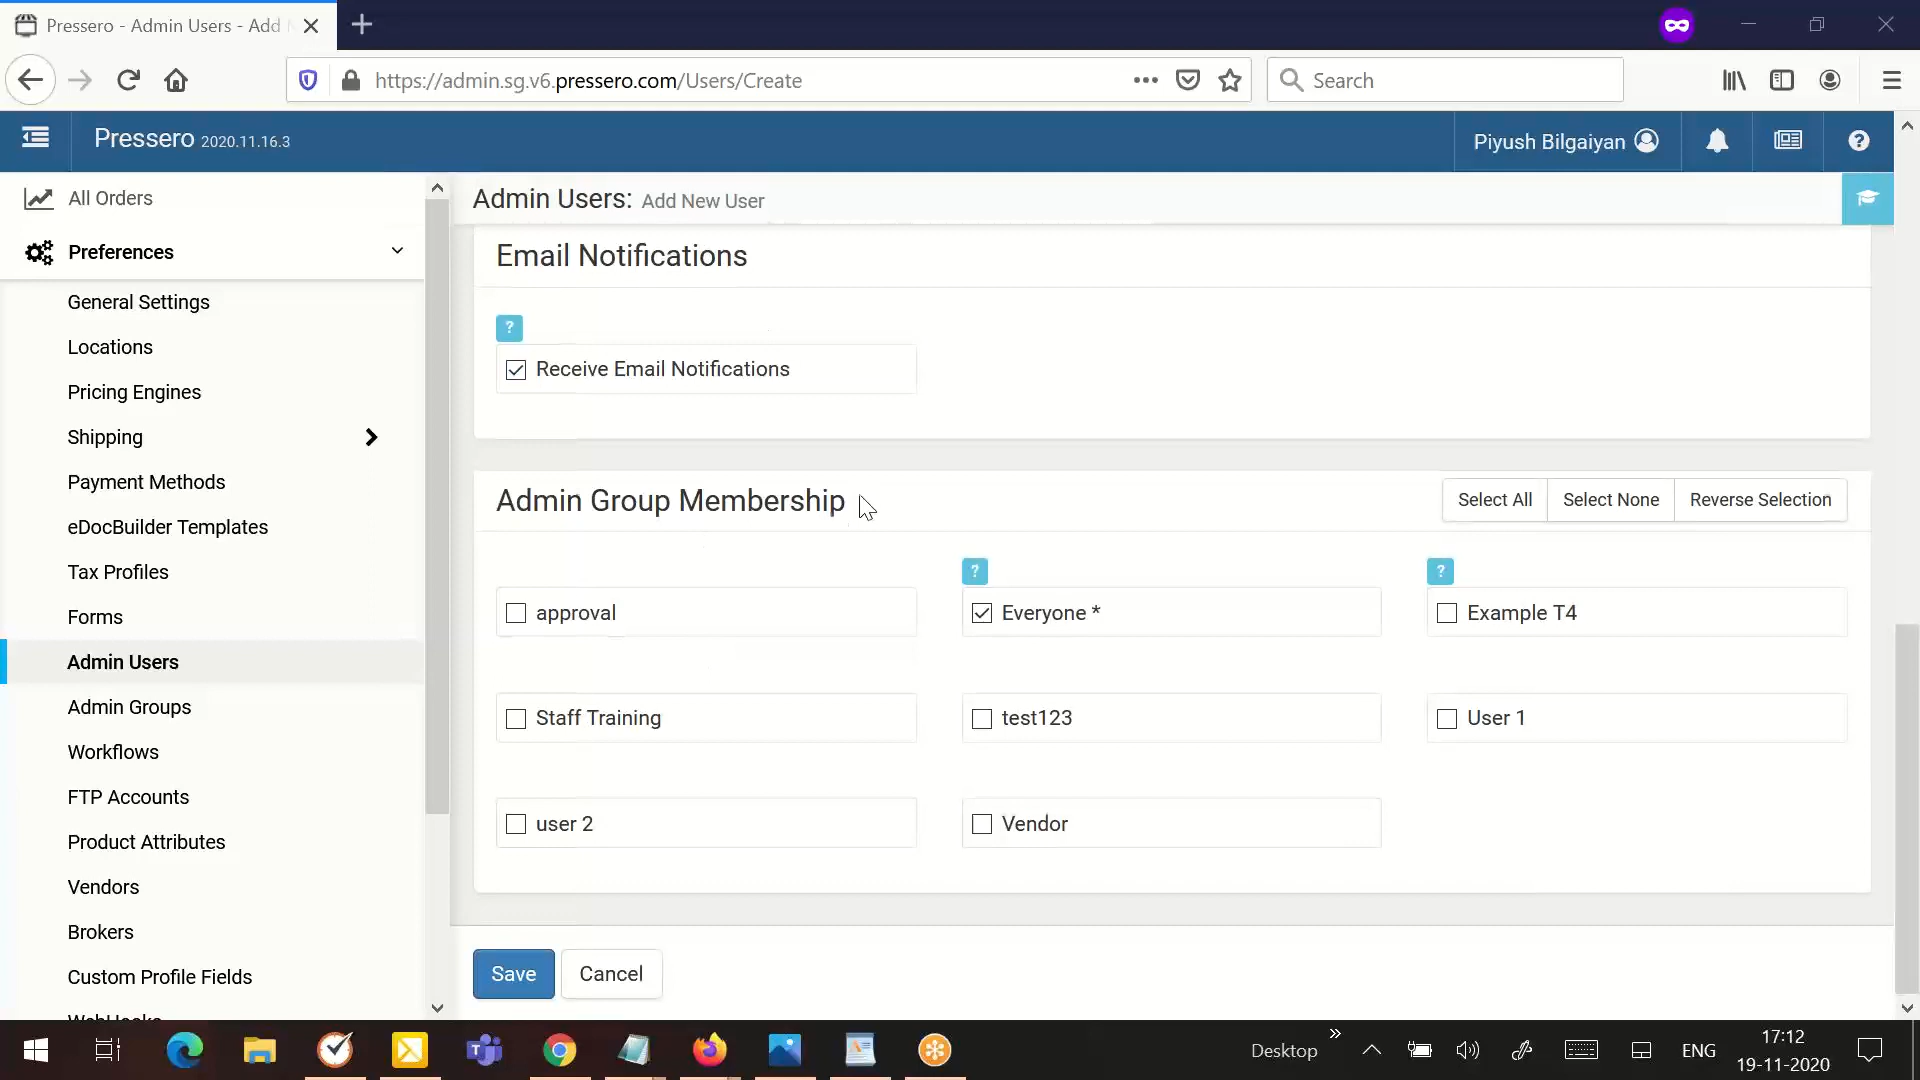 Pressero - Admin Users - Add
https://admin.sg.v6.pressero.com/Users/Create
Search
Pressero 2020.11.16.3
Piyush Bilgaiyan
All Orders
Preferences
General Settings
Locations
Pricing Engines
Shipping
Payment Methods
eDocBuilder Templates
Tax Profiles
Forms
Admin Users
Admin Groups
Workflows
FTP Accounts
Product Attributes
Vendors
Brokers
Custom Profile Fields
WebHooks
Admin Users: Add New User
Email Notifications
?
Receive Email Notifications
Admin Group Membership
Select All
Select None
Reverse Selection
? ?
approval
Everyone *
Example T4
Staff Training
test123
User 1
user 2
Vendor
Save
Cancel
Desktop
ENG
17:12
19-11-2020